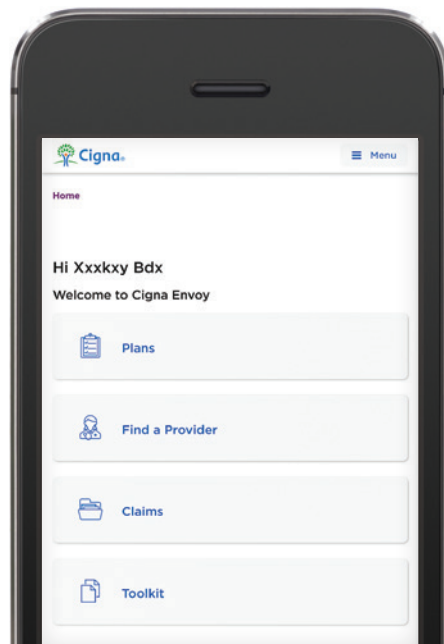 Cigna®
Menu
Home
Hi Xxxkxy Bdx
Welcome to Cigna Envoy
Plans
Find a Provider
Claims
Toolkit